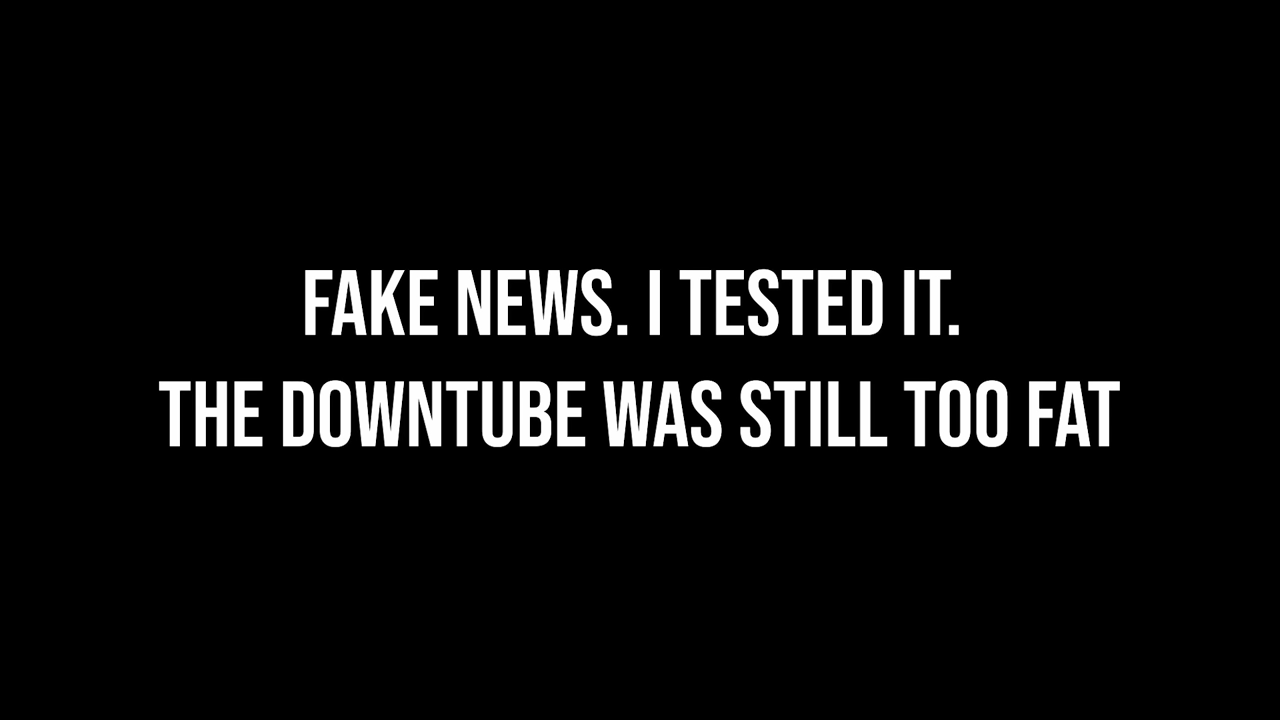 FAKE NEWS. I TESTED IT.
THE DOWNTUBE WAS STILL TOO FAT